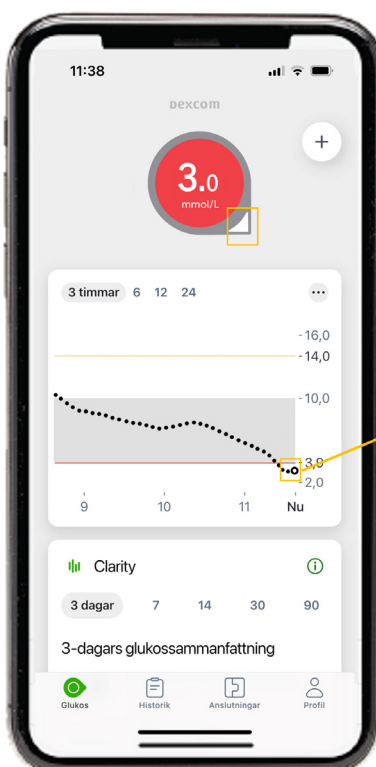 11:38
Dexcom
+
3.0
mmol/L
3 timmar 6 12 24
16,0
14,0
10,0
3,9
2,0
9 10 11 Nu
Clarity
3 dagar 7 14 30 90
3-dagars glukossammanfattning
Glukos Historik Anslutningar Profil